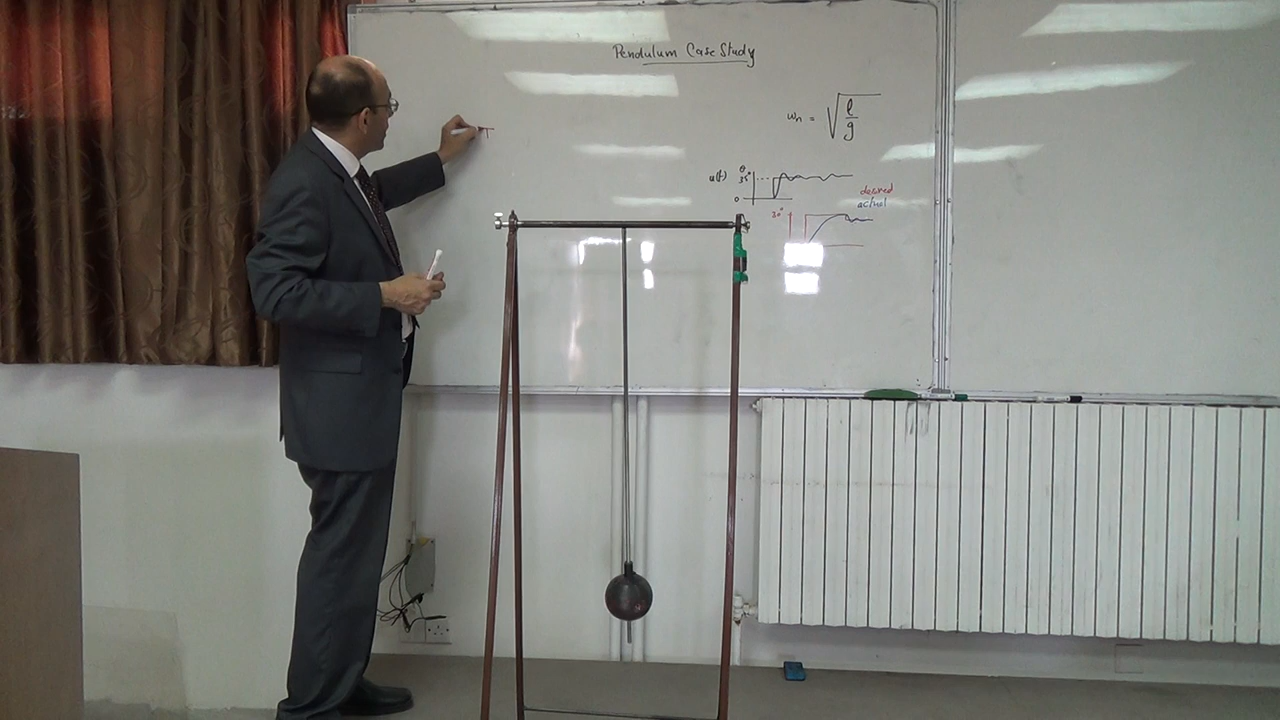 Pendulum Case Study
ωn = √l/g
u(t) θ
35°
0
desired
actual
30°